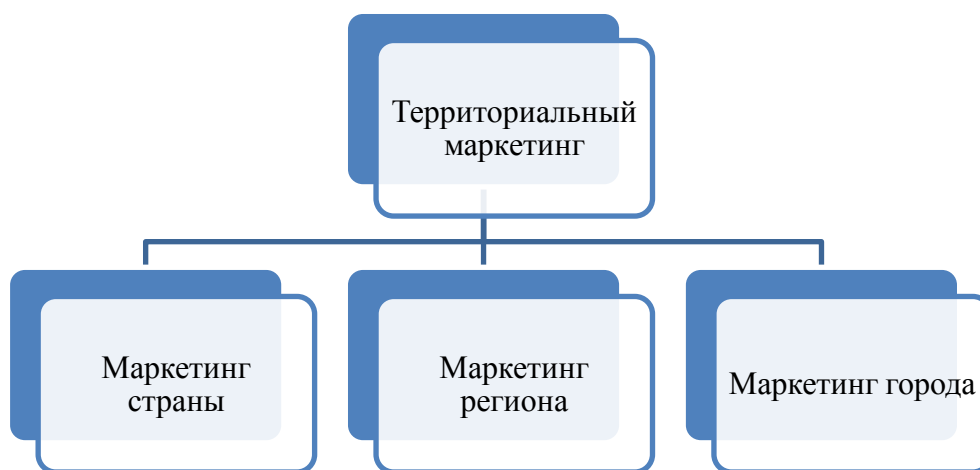 Территориальный
маркетинг
Маркетинг
страны
Маркетинг
региона
Маркетинг города